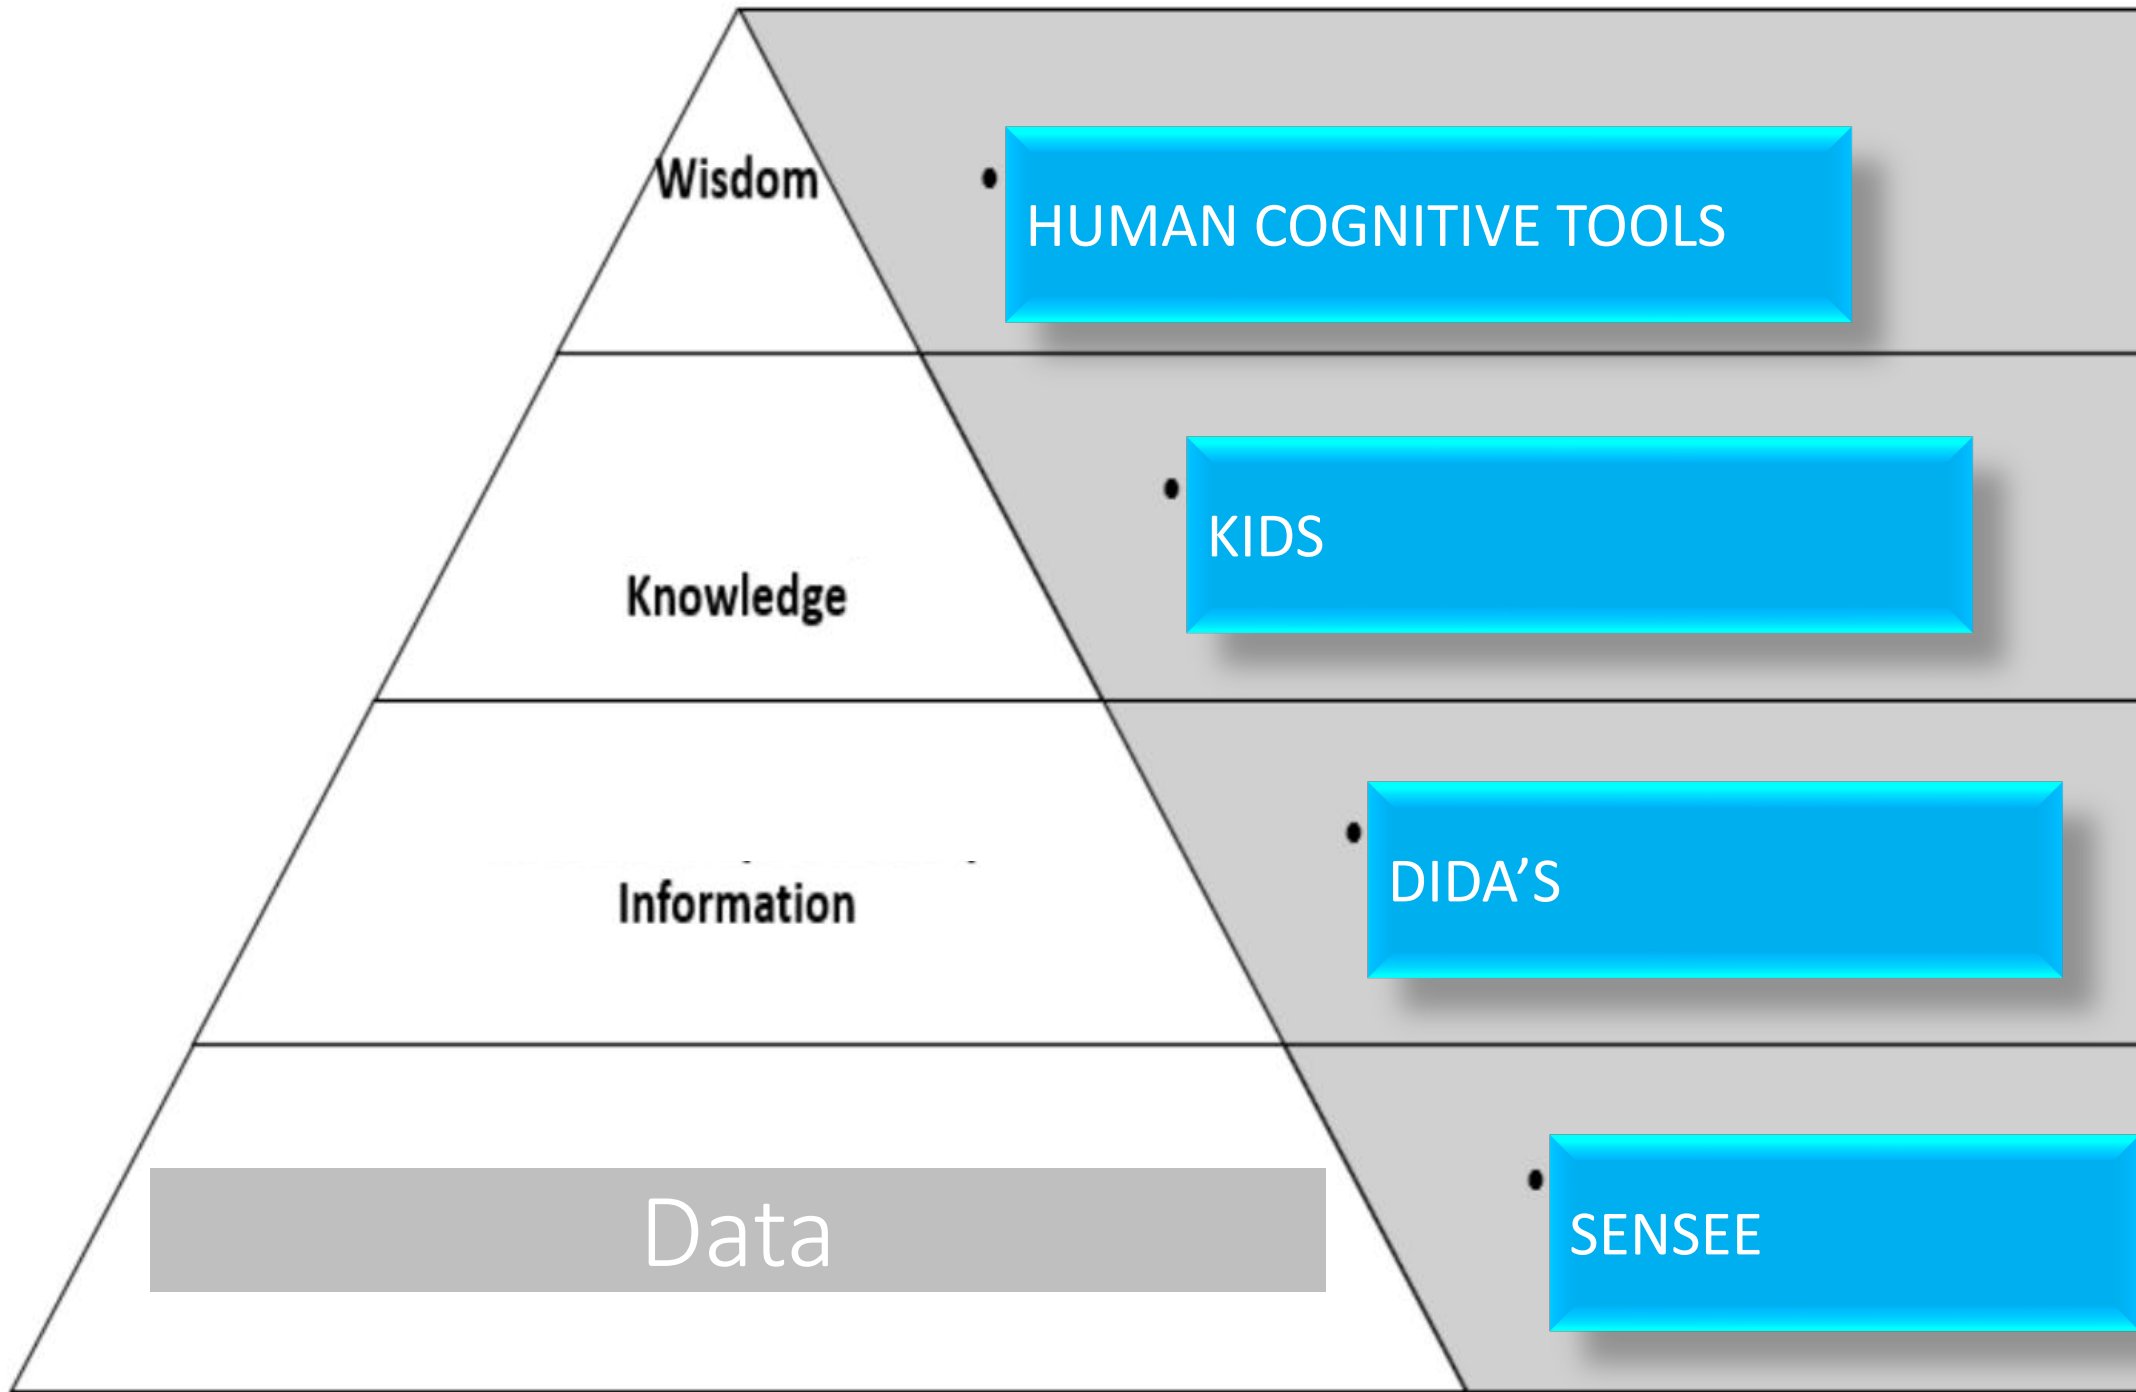 Wisdom
• HUMAN COGNITIVE TOOLS
Knowledge
• KIDS
Information
• DIDA’S
Data
• SENSEE